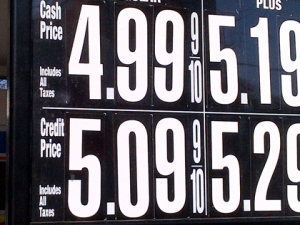 PLUS
Cash
Price
Includes
All
Taxes
4.99 9/10
5.19
Credit
Price
Includes
All
Taxes
5.09 9/10
5.29